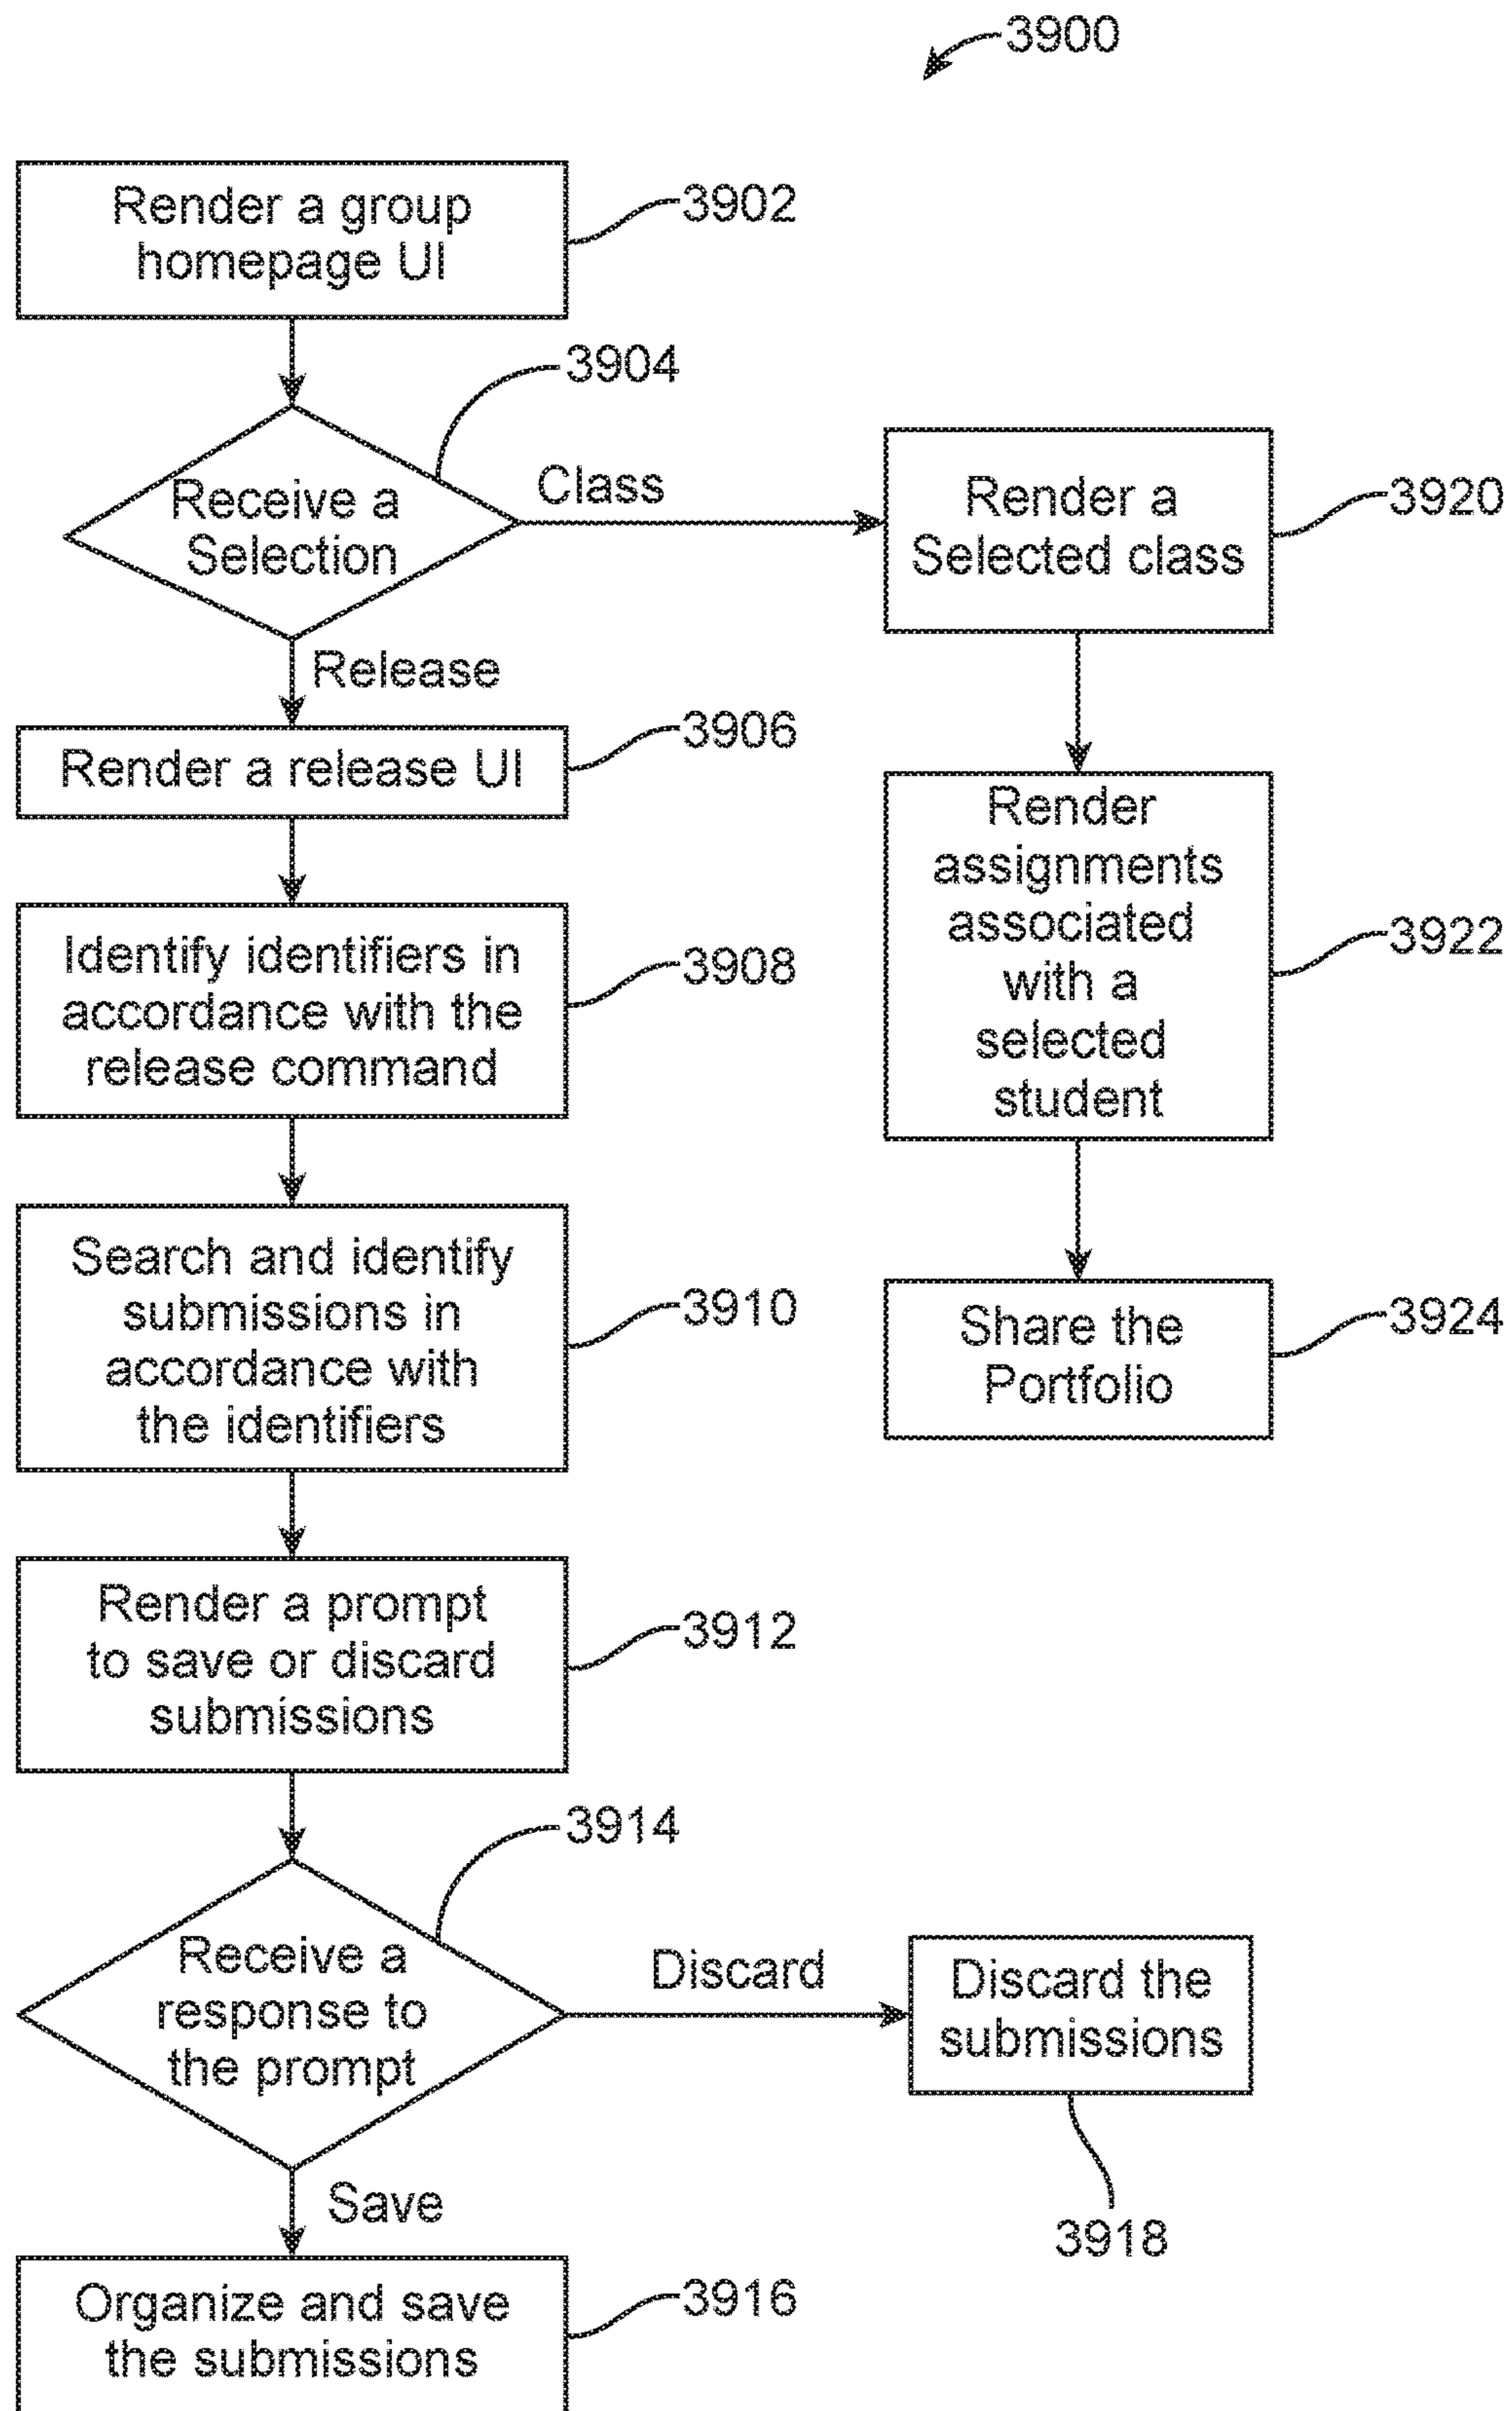 3900
Render a group
homepage UI
3902
3904
Receive a
Selection
Class
Release
Render a
Selected class
3920
Render a release UI
3906
Render
assignments
associated
with a
selected
student
3922
Identify identifiers in
accordance with the
release command
3908
Search and identify
submissions in
accordance with
the identifiers
3910
Share the
Portfolio
3924
Render a prompt
to save or discard
submissions
3912
3914
Receive a
response to
the prompt
Discard
Discard the
submissions
3918
Save
Organize and save
the submissions
3916